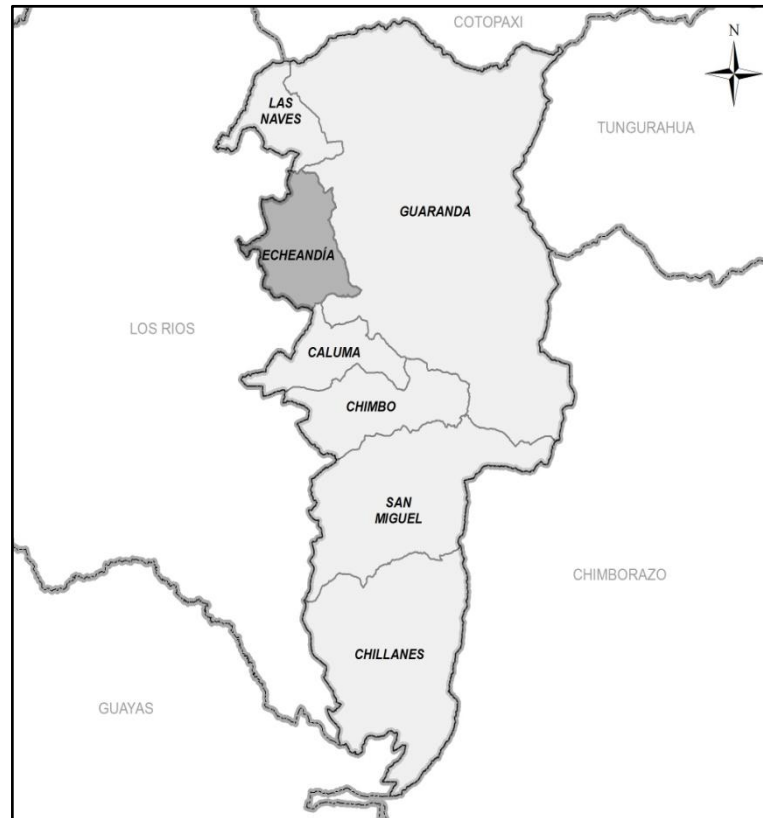 COTOPAXI
N
LAS
NAVES
TUNGURAHUA
GUARANDA
ECHEANDÍA
LOS RIOS
CALUMA
CHIMBO
SAN
MIGUEL
CHIMBORAZO
CHILLANES
GUAYAS